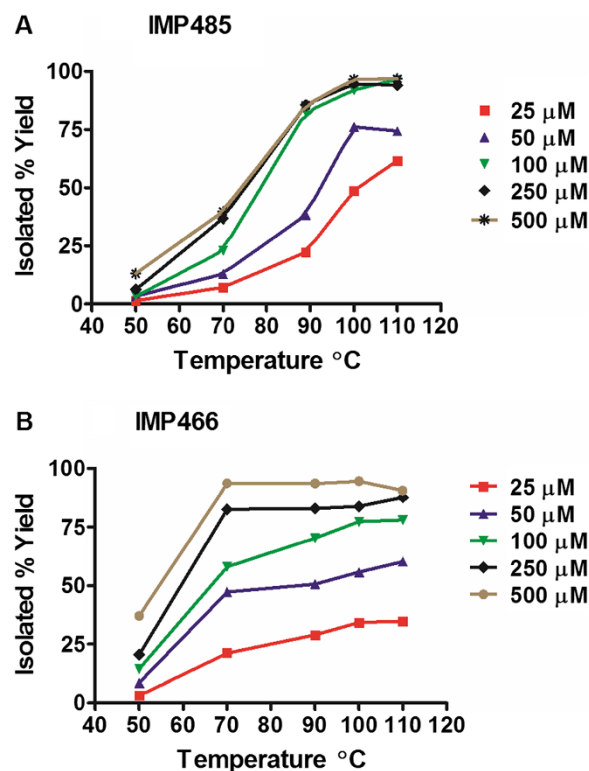 A IMP485
Isolated % Yield
100
75
50
25
0
40 50 60 70 80 90 100 110 120
Temperature °C
25 μM
50 μM
100 μM
250 μM
500 μM
B IMP466
Isolated % Yield
100
75
50
25
0
40 50 60 70 80 90 100 110 120
Temperature °C
25 μM
50 μM
100 μM
250 μM
500 μM